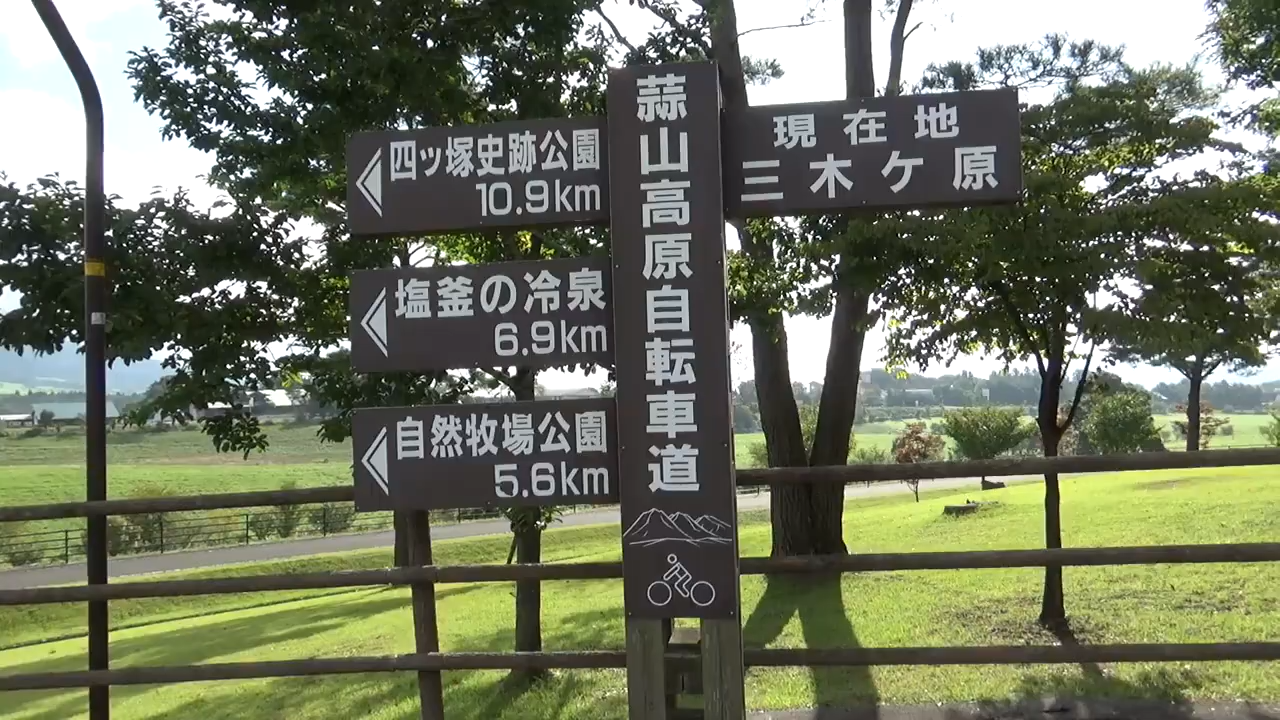 蒜山高原自転車道
現在地
三木ケ原
四ッ塚史跡公園
10.9km
塩釜の冷泉
6.9km
自然牧場公園
5.6km